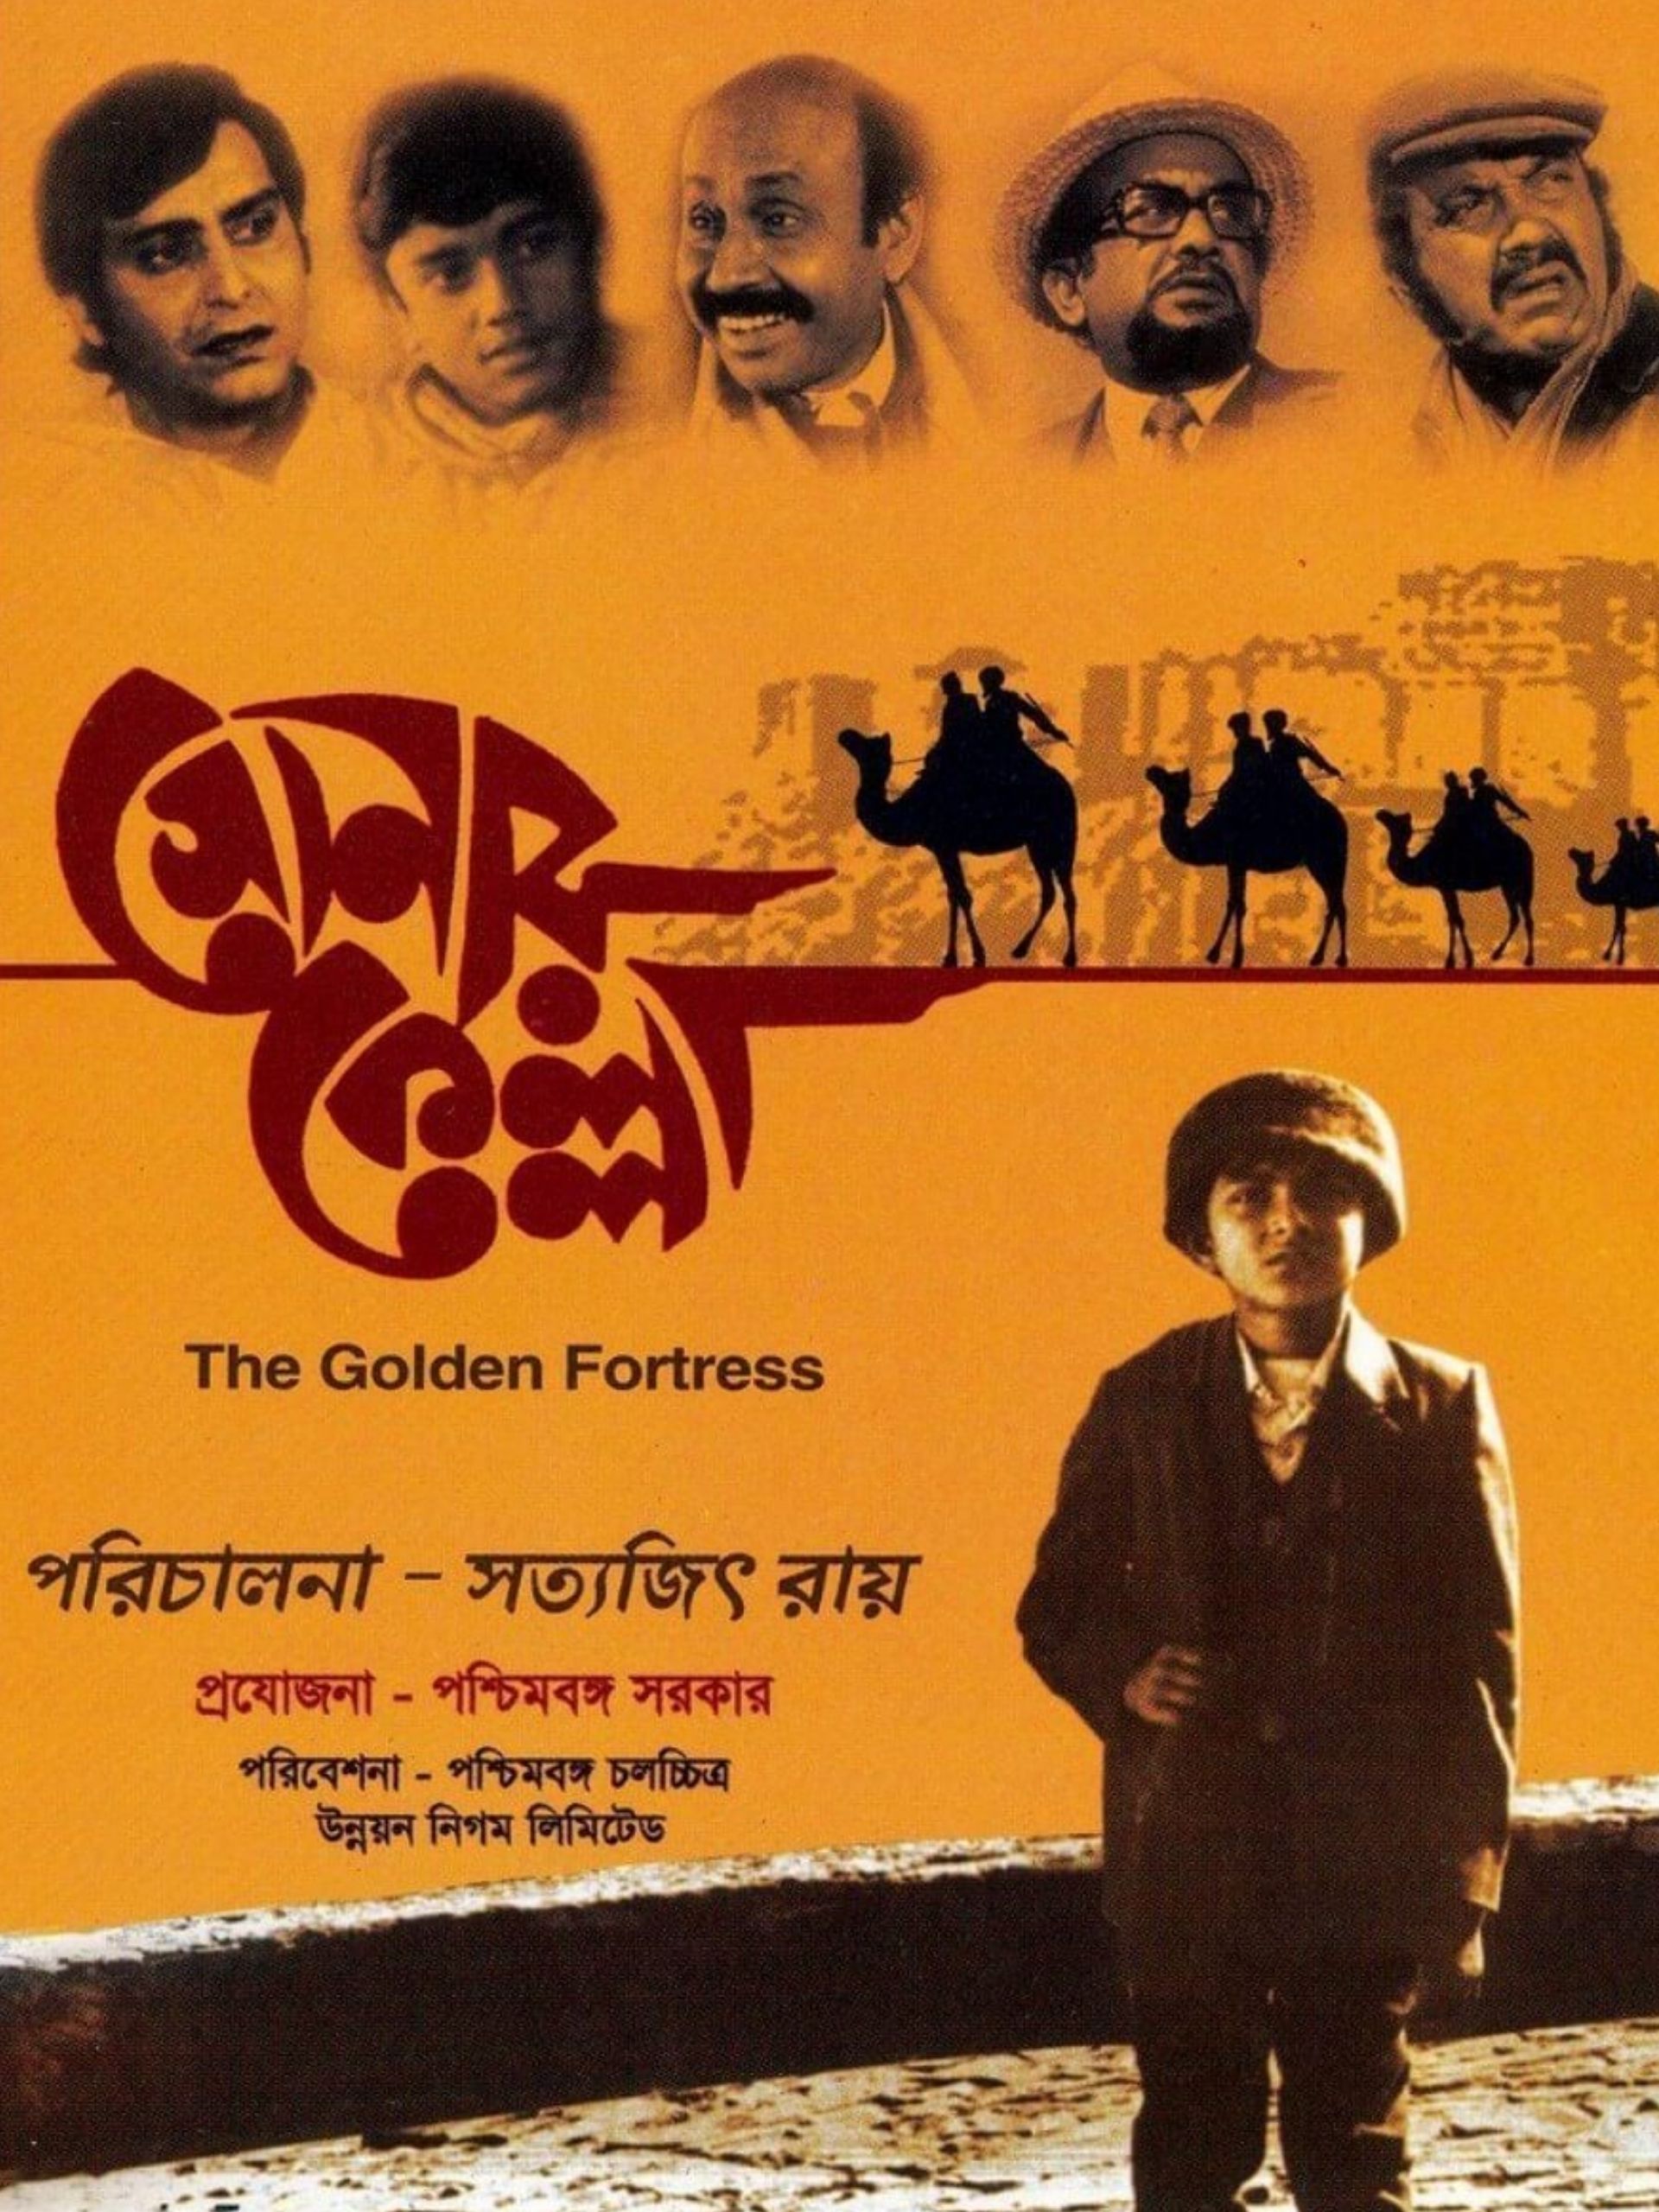 সোনার
কেল্লা
The Golden Fortress
পরিচালনা – সত্যজিৎ রায়
প্রযোজনা - পশ্চিমবঙ্গ সরকার
পরিবেশনা - পশ্চিমবঙ্গ চলচ্চিত্র
উন্নয়ন নিগম লিমিটেড